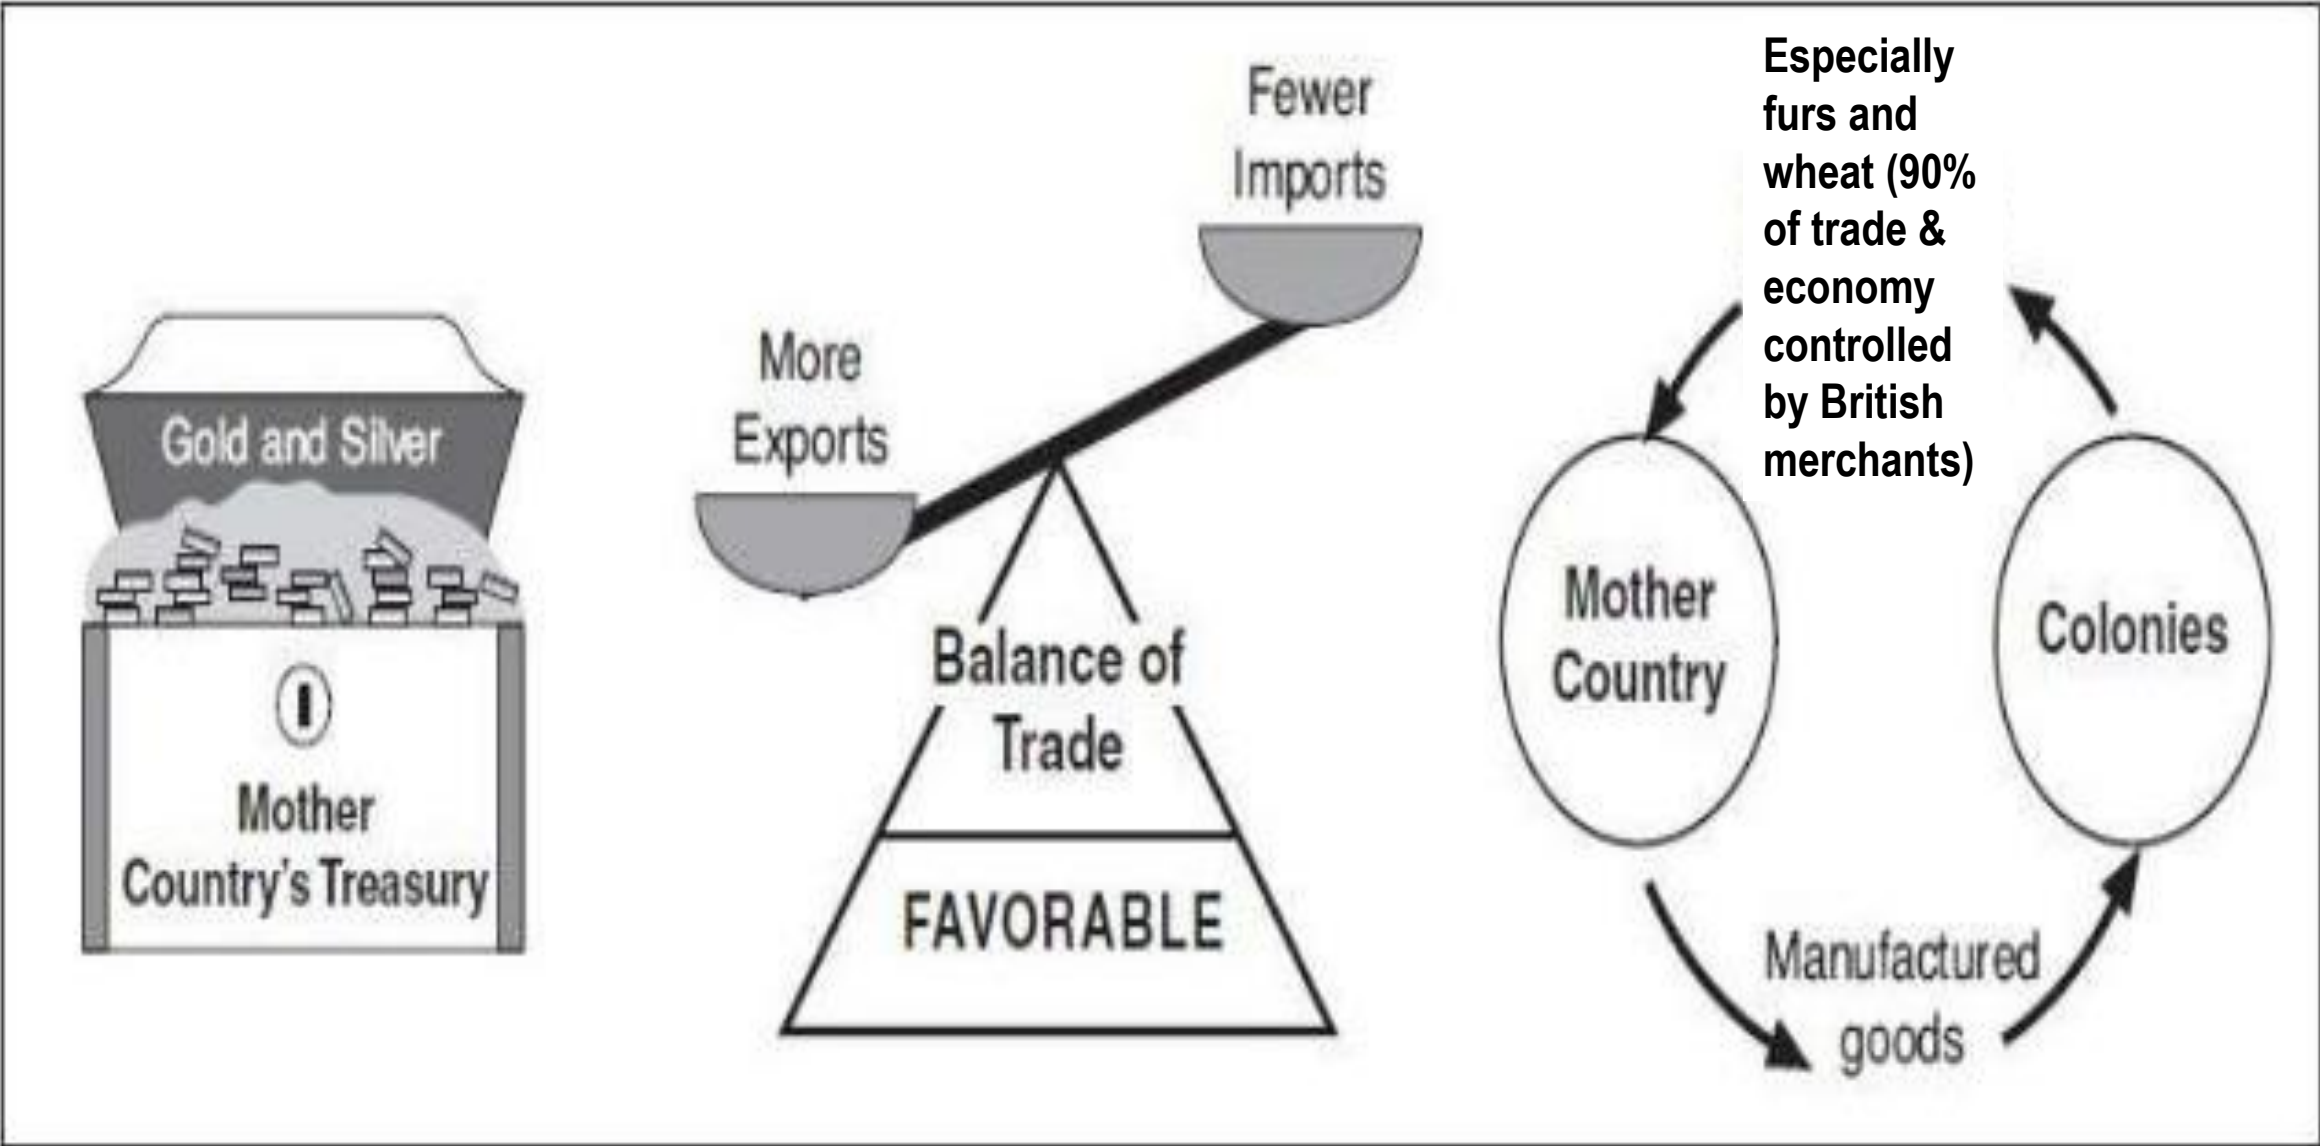 Gold and Silver
Mother
Country's Treasury
More
Exports
Fewer
Imports
Balance of
Trade
FAVORABLE
Especially
furs and
wheat (90%
of trade &
economy
controlled
by British
merchants)
Mother
Country
Colonies
Manufactured
goods